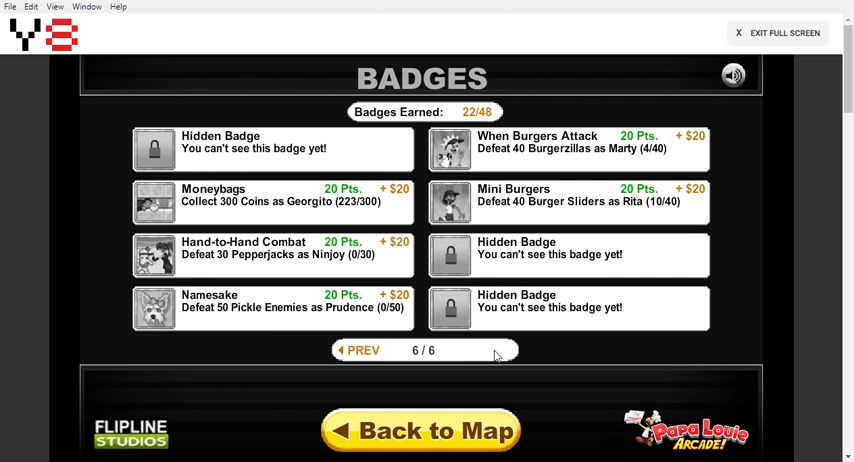 File Edit View Window Help
Y8
X EXIT FULL SCREEN
BADGES
Badges Earned: 22/48
Hidden Badge
You can't see this badge yet!
When Burgers Attack 20 Pts. + $20
Defeat 40 Burgerzillas as Marty (4/40)
Moneybags 20 Pts. + $20
Collect 300 Coins as Georgito (223/300)
Mini Burgers 20 Pts. + $20
Defeat 40 Burger Sliders as Rita (10/40)
Hand-to-Hand Combat 20 Pts. + $20
Defeat 30 Pepperjacks as Ninjoy (0/30)
Hidden Badge
You can't see this badge yet!
Namesake 20 Pts. + $20
Defeat 50 Pickle Enemies as Prudence (0/50)
Hidden Badge
You can't see this badge yet!
PREV 6 / 6
FLIPLINE
STUDIOS
Back to Map
Papa Louie
ARCADE!